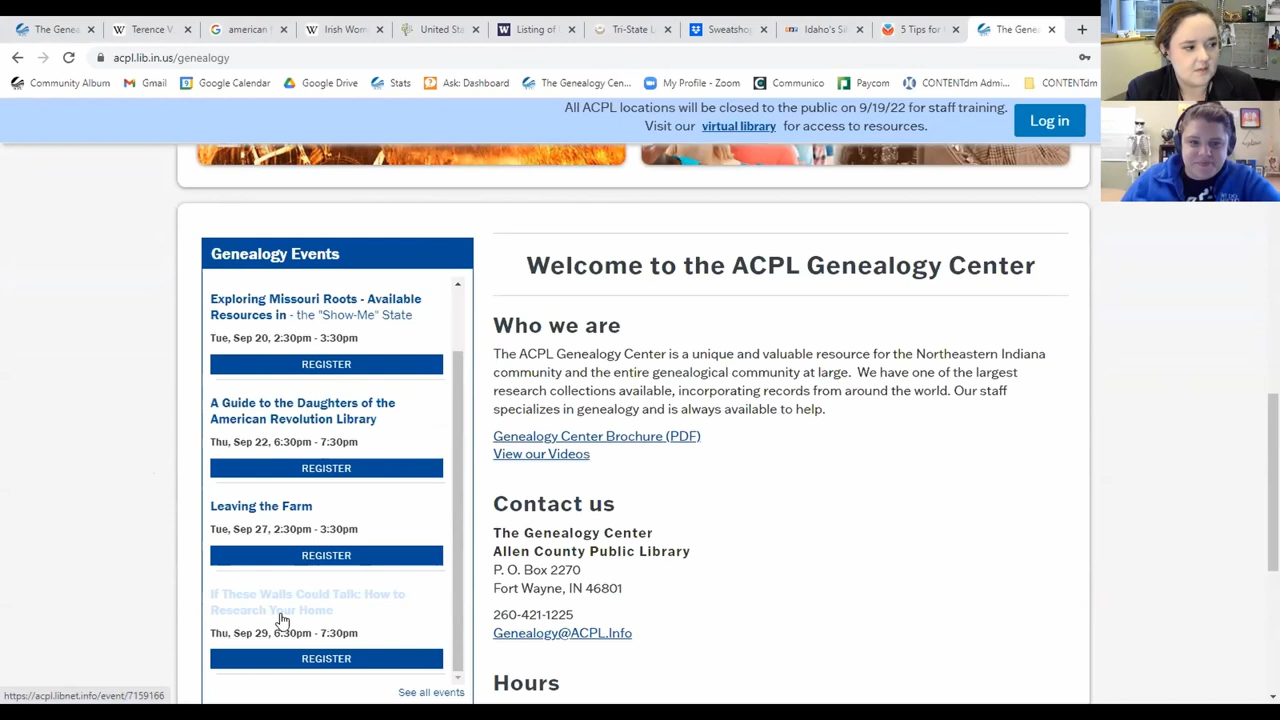 The Genea
Terence V
american
Irish Wom
United Sta
Listing of
Tri-State L
Sweatshop
Idaho's Sil
5 Tips for
The Genea
acpl.lib.in.us/genealogy
Community Album
Gmail
Google Calendar
Google Drive
Stats
Ask: Dashboard
The Genealogy Cen...
My Profile - Zoom
Communico
Paycom
CONTENTdm Admi...
CONTENTdm
All ACPL locations will be closed to the public on 9/19/22 for staff training.
Visit our virtual library for access to resources.
Log in
Genealogy Events
Exploring Missouri Roots - Available
Resources in - the "Show-Me" State
Tue, Sep 20, 2:30pm - 3:30pm
REGISTER
A Guide to the Daughters of the
American Revolution Library
Thu, Sep 22, 6:30pm - 7:30pm
REGISTER
Leaving the Farm
Tue, Sep 27, 2:30pm - 3:30pm
REGISTER
If These Walls Could Talk: How to
Research Your Home
Thu, Sep 29, 6:30pm - 7:30pm
REGISTER
See all events
Welcome to the ACPL Genealogy Center
Who we are
The ACPL Genealogy Center is a unique and valuable resource for the Northeastern Indiana
community and the entire genealogical community at large. We have one of the largest
research collections available, incorporating records from around the world. Our staff
specializes in genealogy and is always available to help.
Genealogy Center Brochure (PDF)
View our Videos
Contact us
The Genealogy Center
Allen County Public Library
P. O. Box 2270
Fort Wayne, IN 46801
260-421-1225
Genealogy@ACPL.Info
Hours
https://acpl.libnet.info/event/7159166